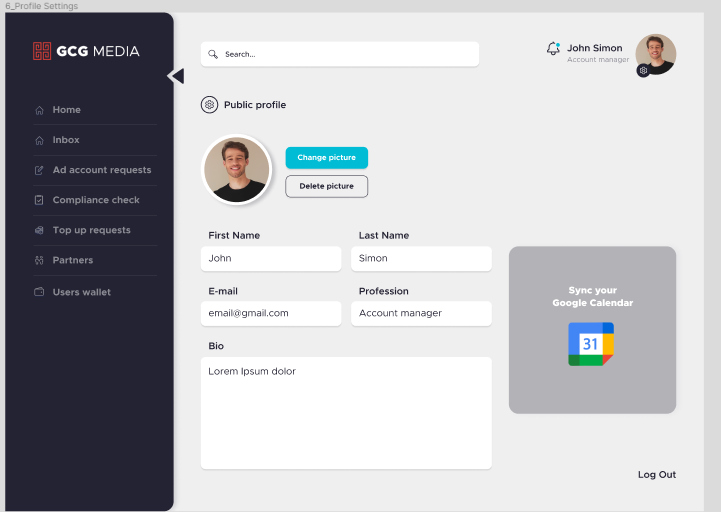 6_Profile Settings
GCG MEDIA
Search...
John Simon
Account manager
Home
Inbox
Ad account requests
Compliance check
Top up requests
Partners
Users wallet
Public profile
Change picture
Delete picture
First Name
Last Name
John
Simon
E-mail
Profession
email@gmail.com
Account manager
Bio
Lorem Ipsum dolor
Sync your
Google Calendar
31
Log Out